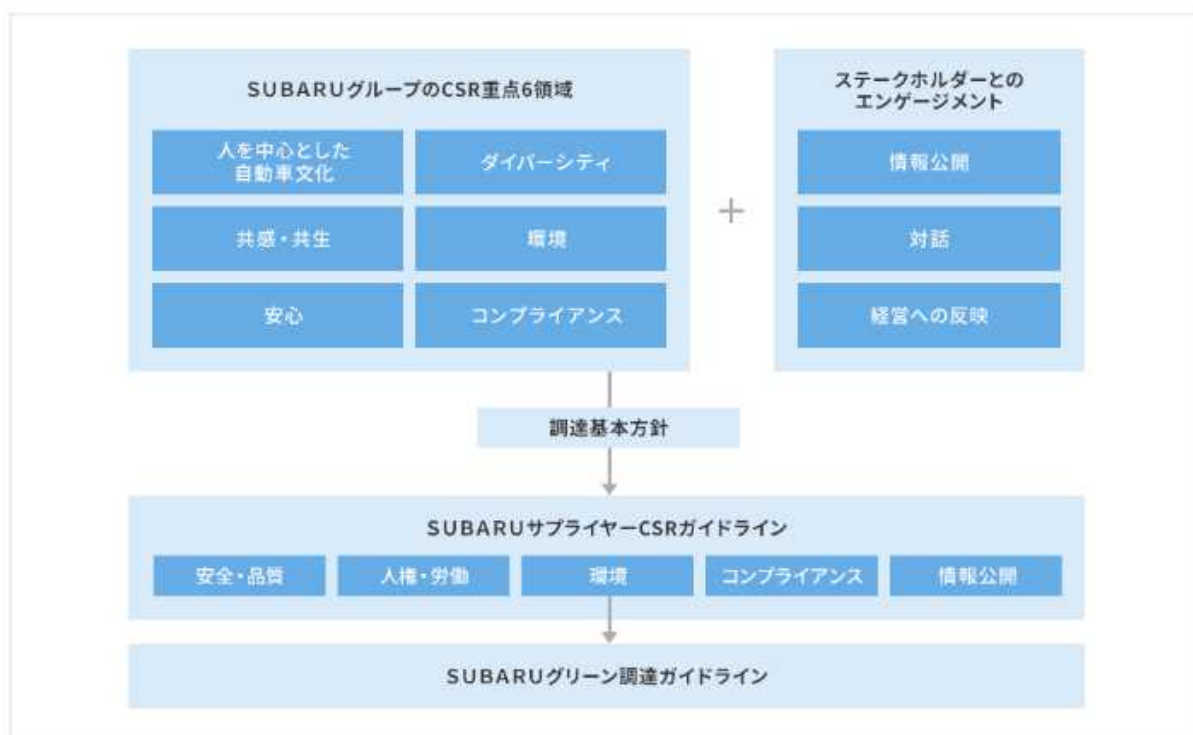 SUBARUグループのCSR重点6領域
人を中心とした
自動車文化
ダイバーシティ
共感・共生
環境
安心
コンプライアンス
+
ステークホルダーとの
エンゲージメント
情報公開
対話
経営への反映
調達基本方針
SUBARUサプライヤーCSRガイドライン
安全・品質
人権・労働
環境
コンプライアンス
情報公開
SUBARUグリーン調達ガイドライン